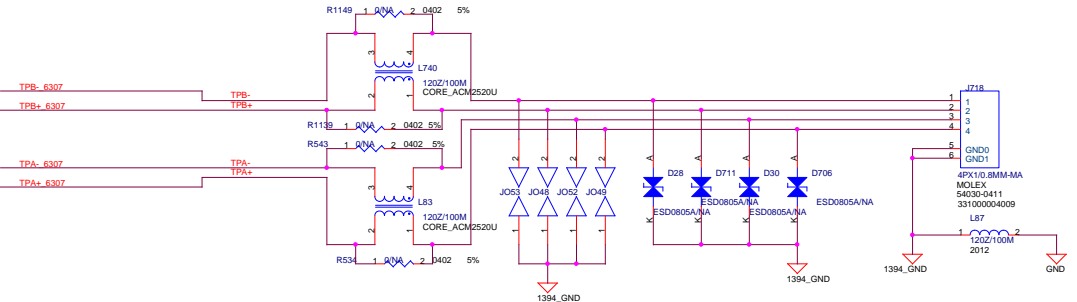 R1149 1 0/NA 2 0402 5%
3 4
L740
120Z/100M
CORE_ACM2520U
2 1
TPB-_6307 TPB-
TPB+_6307 TPB+
R1139 1 0/NA 2 0402 5%
R543 1 0/NA 2 0402 5%
TPA-_6307 TPA-
TPA+_6307 TPA+
3 4
L83
120Z/100M
CORE_ACM2520U
2 1
R534 1 0/NA 2 0402 5%
2 2 2 2
JO53 JO48 JO52 JO49
1 1 1 1
1394_GND
A A A A
D28 D711 D30 D706
ESD0805A/NA ESD0805A/NA ESD0805A/NA ESD0805A/NA
K K K K
1394_GND
J718
1 1
2 2
3 3
4 4
5 GND0
6 GND1
4PX1/0.8MM-MA
MOLEX
54030-0411
331000004009
L87
1 2
120Z/100M
2012
1394_GND GND